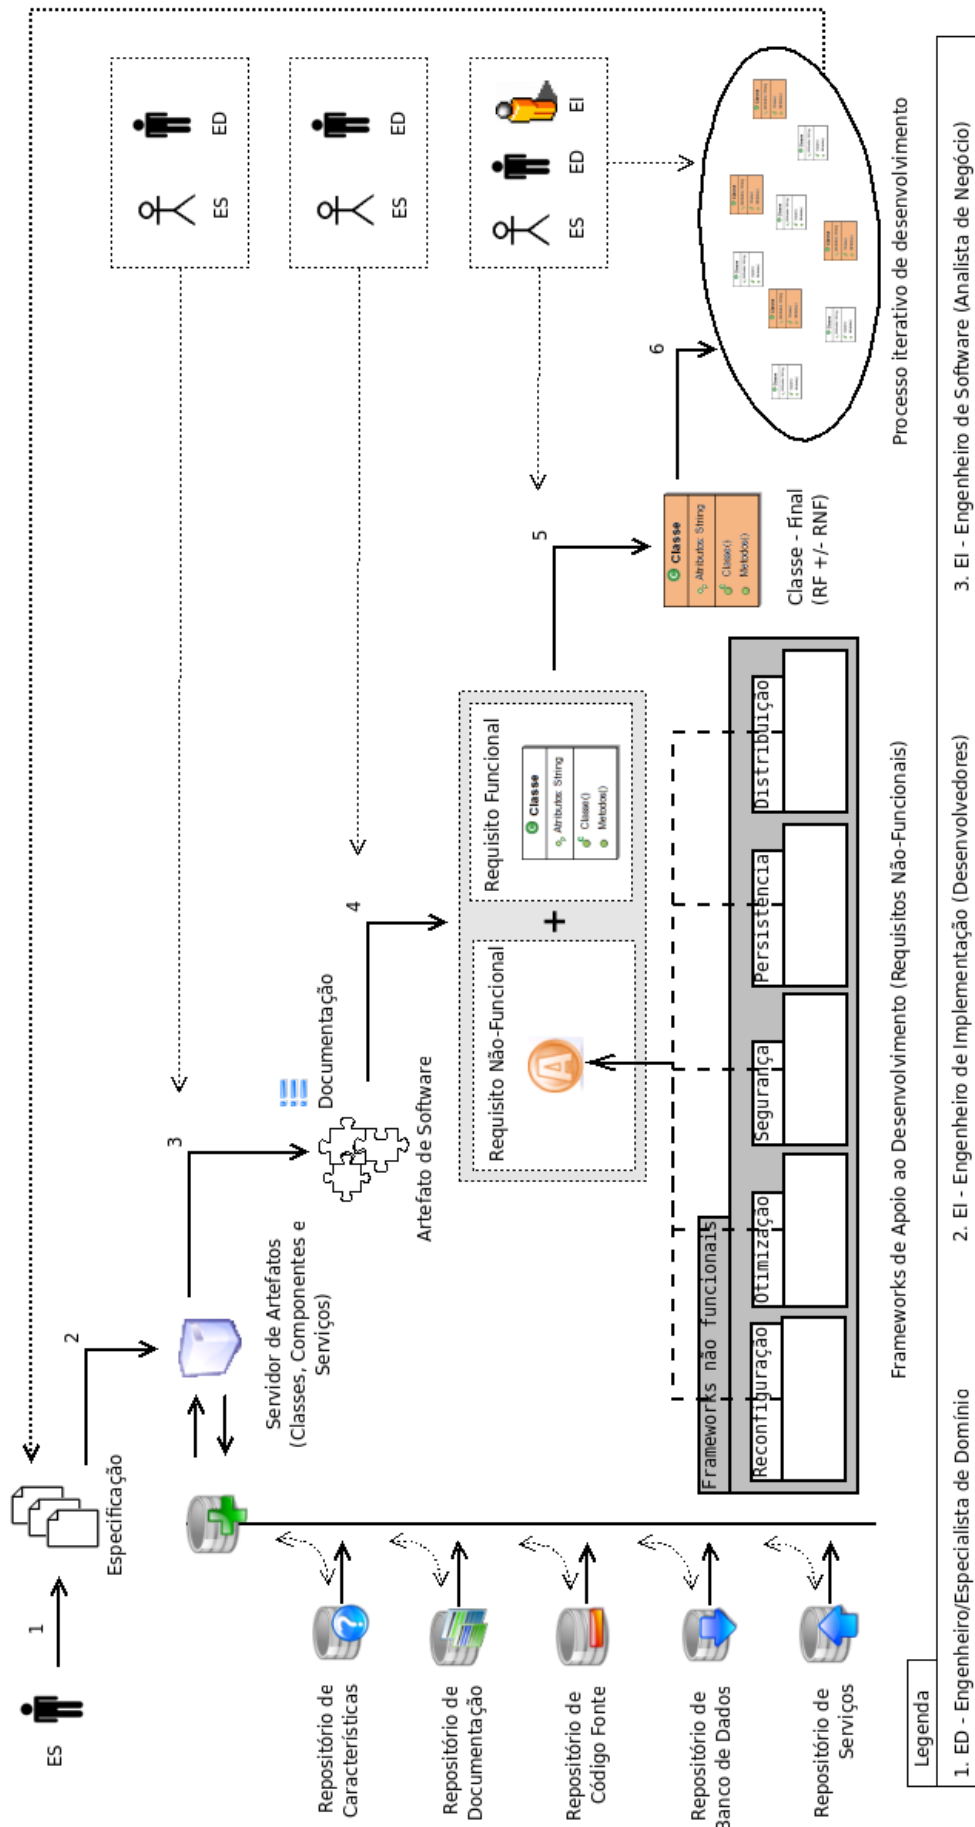 ES
1
Especificação
2
Servidor de Artefatos
(Classes, Componentes e
Serviços)
3
Documentação
Artefato de Software
4
ES
ED
ES
ED
ES
ED
EI
Requisito Não-Funcional
A
+
Requisito Funcional
Classe
Atributos: String
Classe()
Metodos()
5
Classe
Atributos: String
Classe()
Metodos()
Classe - Final
(RF +/- RNF)
6
Processo iterativo de desenvolvimento
Repositório de
Características
Repositório de
Documentação
Repositório de
Código Fonte
Repositório de
Banco de Dados
Repositório de
Serviços
Frameworks não funcionais
Reconfiguração
Otimização
Segurança
Persistência
Distribuição
Frameworks de Apoio ao Desenvolvimento (Requisitos Não-Funcionais)
Legenda
1. ED - Engenheiro/Especialista de Domínio
2. EI - Engenheiro de Implementação (Desenvolvedores)
3. EI - Engenheiro de Software (Analista de Negócio)